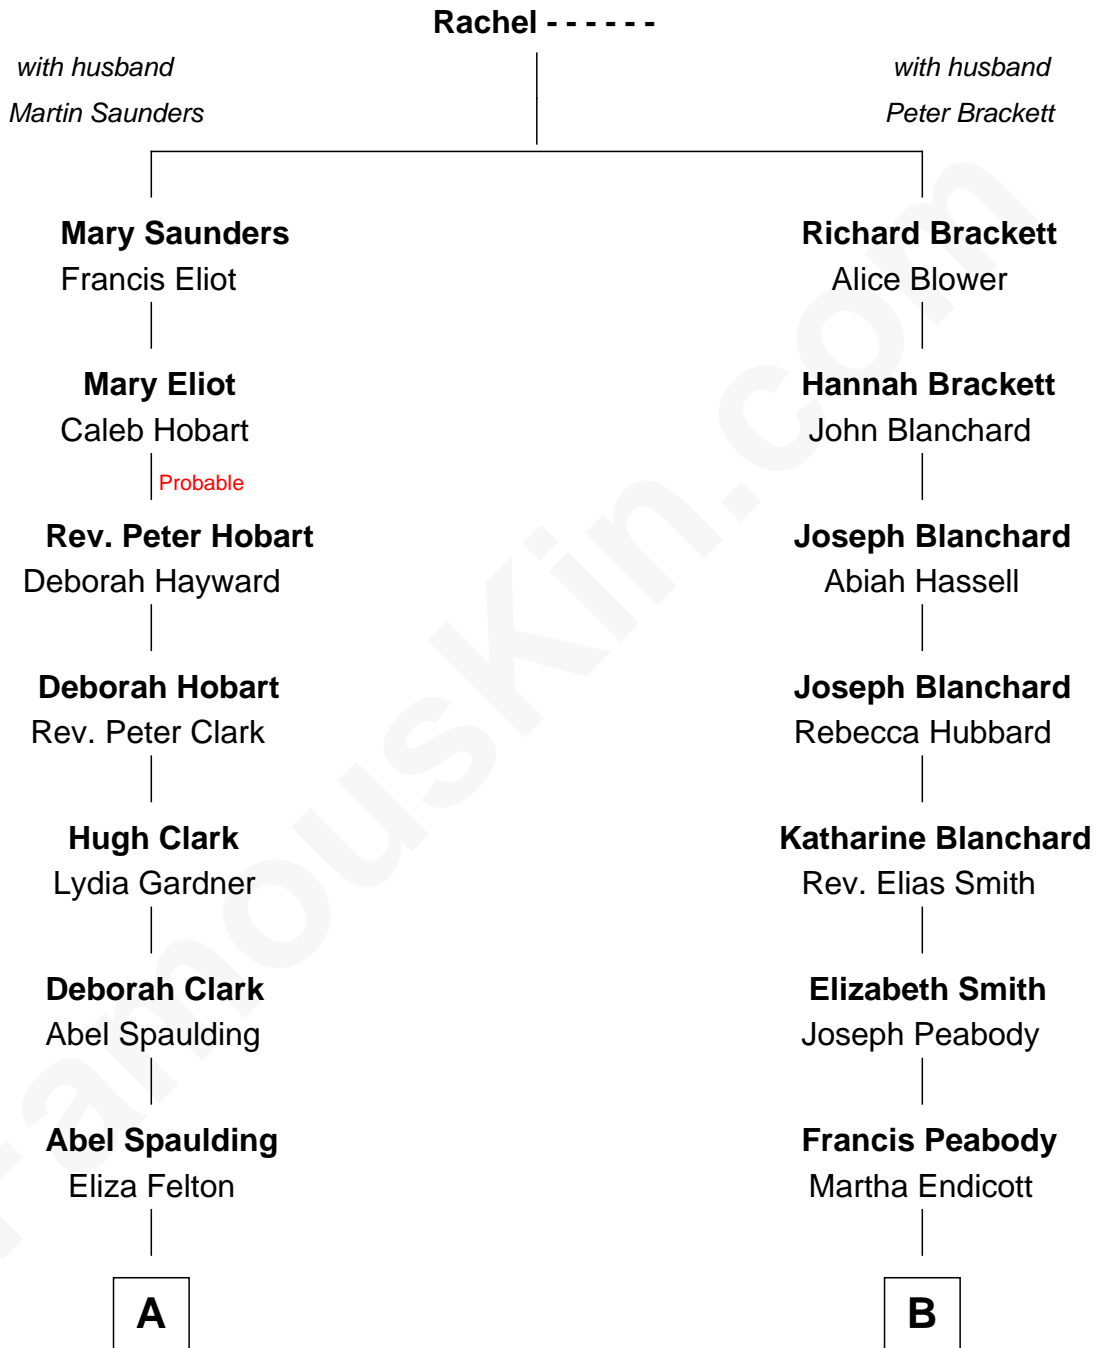 Rachel - - - - - -
with husband
Martin Saunders
with husband
Peter Brackett
Mary Saunders
Francis Eliot
Richard Brackett
Alice Blower
Mary Eliot
Caleb Hobart
Hannah Brackett
John Blanchard
Probable
Rev. Peter Hobart
Deborah Hayward
Joseph Blanchard
Abiah Hassell
Deborah Hobart
Rev. Peter Clark
Joseph Blanchard
Rebecca Hubbard
Hugh Clark
Lydia Gardner
Katharine Blanchard
Rev. Elias Smith
Deborah Clark
Abel Spaulding
Elizabeth Smith
Joseph Peabody
Abel Spaulding
Eliza Felton
Francis Peabody
Martha Endicott
A
B
FamousKin.com